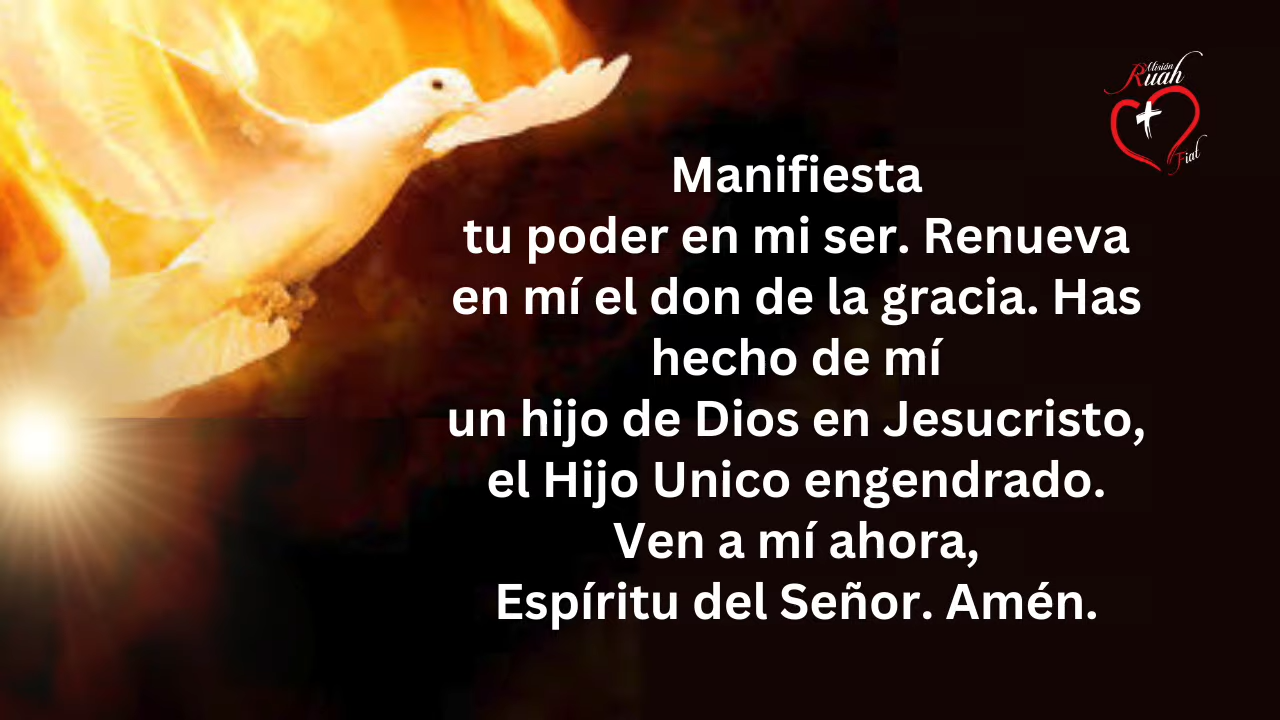 Misión
Ruah
Fiat
Manifiesta
tu poder en mi ser. Renueva
en mí el don de la gracia. Has
hecho de mí
un hijo de Dios en Jesucristo,
el Hijo Unico engendrado.
Ven a mí ahora,
Espíritu del Señor. Amén.